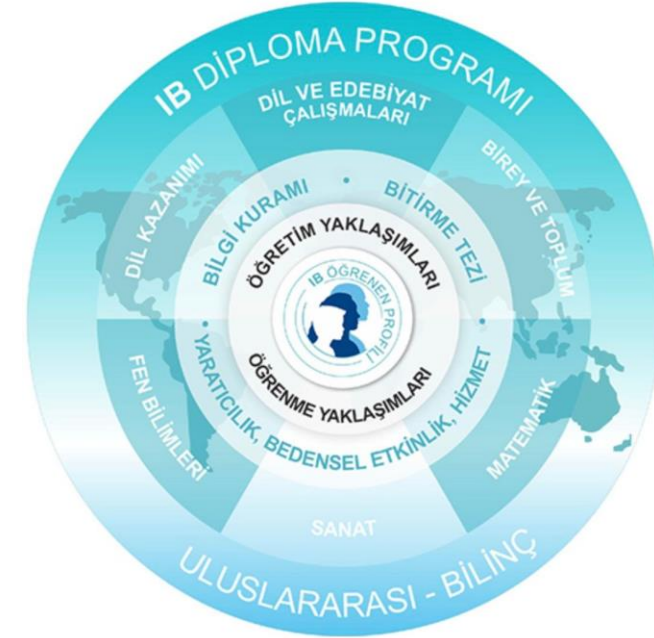 IB DİPLOMA PROGRAMI
DİL VE EDEBİYAT
ÇALIŞMALARI
DİL KAZANIMI
BİREY VE TOPLUM
BİLGİ KURAMI • BİTİRME TEZİ
ÖĞRETİM YAKLAŞIMLARI
IB ÖĞRENEN PROFİLİ
ÖĞRENME YAKLAŞIMLARI
• YARATICILIK, BEDENSEL ETKİNLİK, HİZMET •
FEN BİLİMLERİ
MATEMATİK
SANAT
ULUSLARARASI - BİLİNÇ